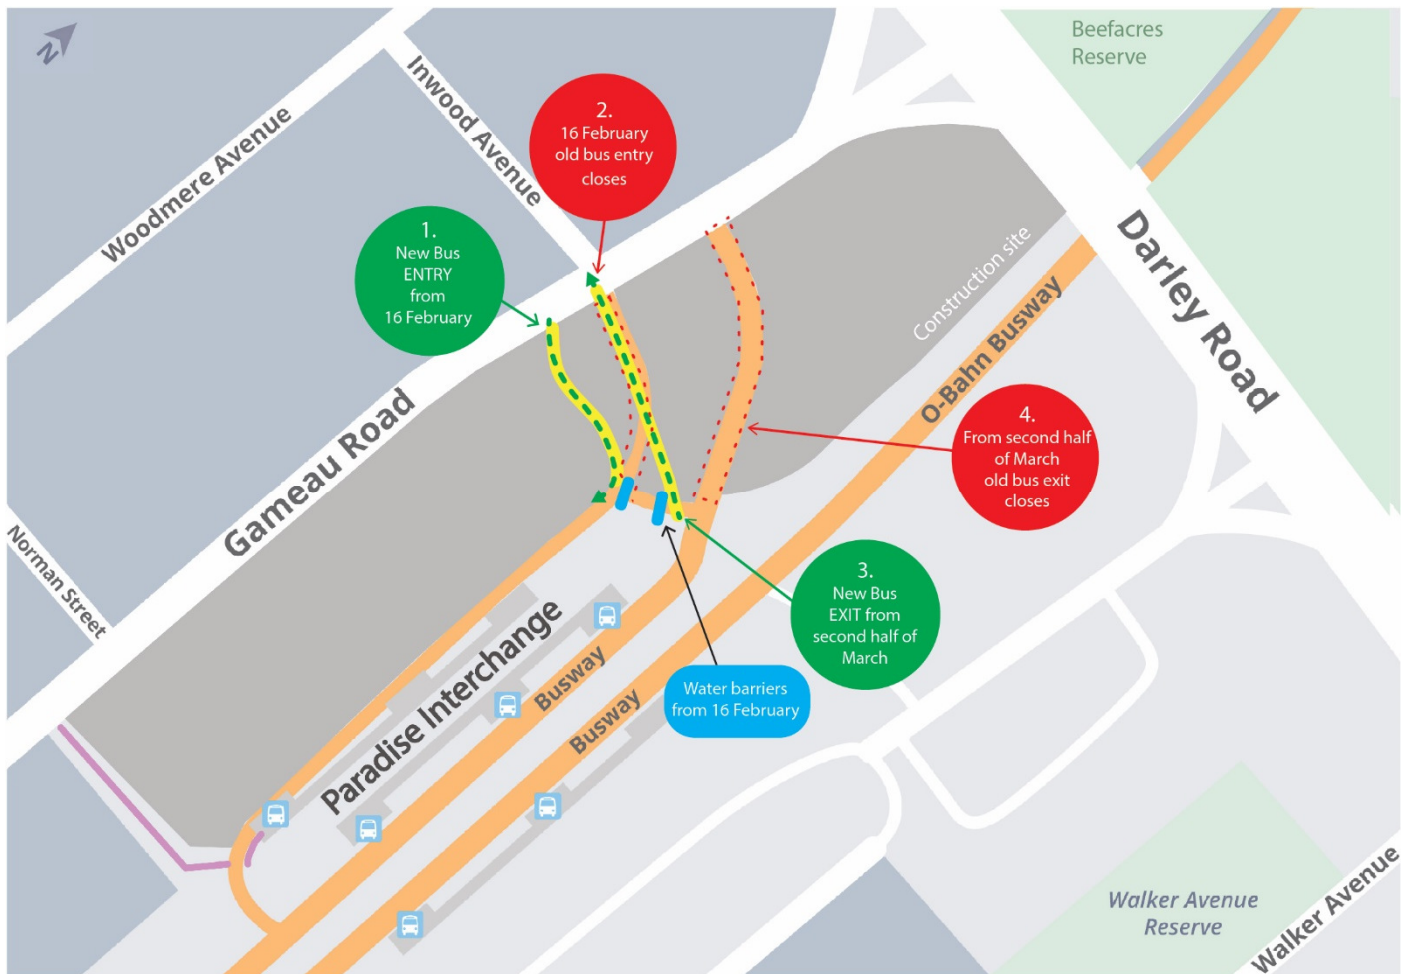 N
Beefacres
Reserve
Woodmere Avenue
Inwood Avenue
2.
16 February
old bus entry
closes
1.
New Bus
ENTRY
from
16 February
Darley Road
Construction site
O-Bahn Busway
Gameau Road
4.
From second half
of March
old bus exit
closes
Norman Street
3.
New Bus
EXIT from
second half of
March
Paradise Interchange
Busway
Busway
Water barriers
from 16 February
Walker Avenue
Reserve
Walker Avenue